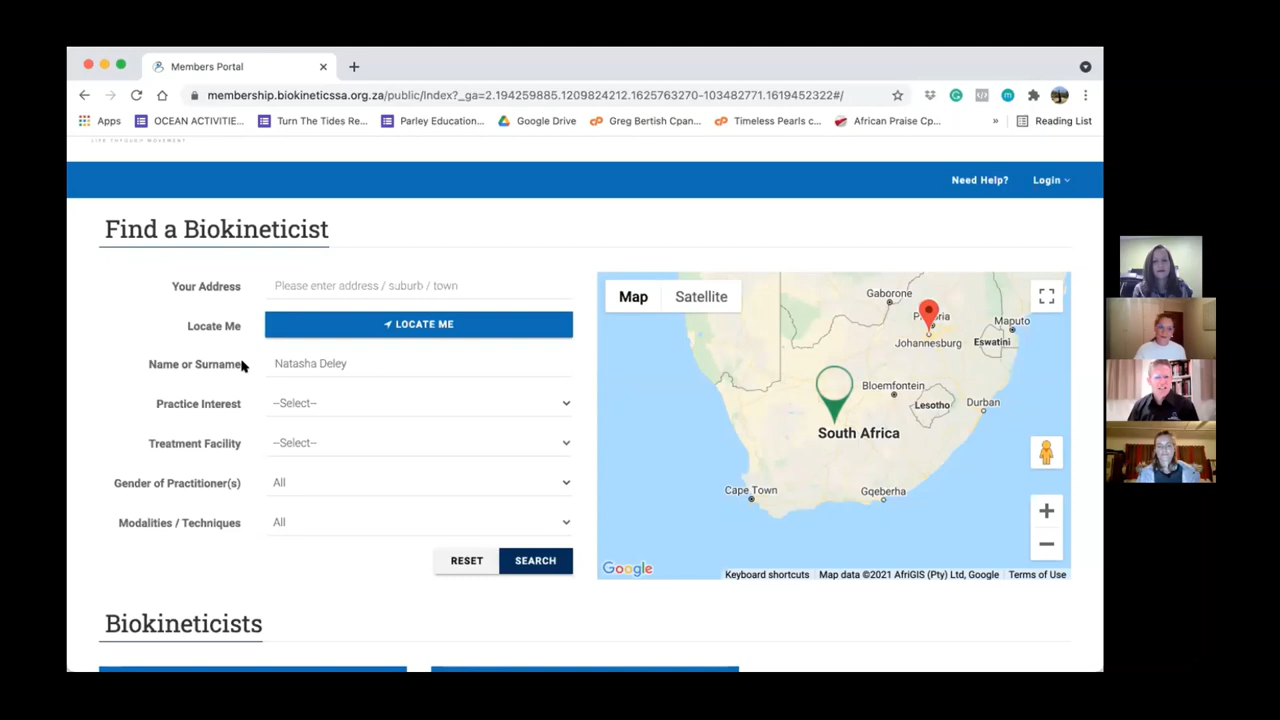 Members Portal
membership.biokineticssa.org.za/public/Index?_ga=2.194259885.1209824212.1625763270-103482771.1619452322#/
Apps
OCEAN ACTIVITIE...
Turn The Tides Re...
Parley Education...
Google Drive
Greg Bertish Cpan...
Timeless Pearls c...
African Praise Cp...
»
Reading List
LIFE THROUGH MOVEMENT
Need Help?
Login
Find a Biokineticist
Your Address
Please enter address / suburb / town
Locate Me
LOCATE ME
Name or Surname
Natasha Deley
Practice Interest
--Select--
Treatment Facility
--Select--
Gender of Practitioner(s)
All
Modalities / Techniques
All
RESET
SEARCH
Map
Satellite
Gaborone
Maputo
Johannesburg
Eswatini
Bloemfontein
Lesotho
Durban
South Africa
Cape Town
Gqeberha
Google
Keyboard shortcuts
Map data ©2021 AfriGIS (Pty) Ltd, Google
Terms of Use
Biokineticists